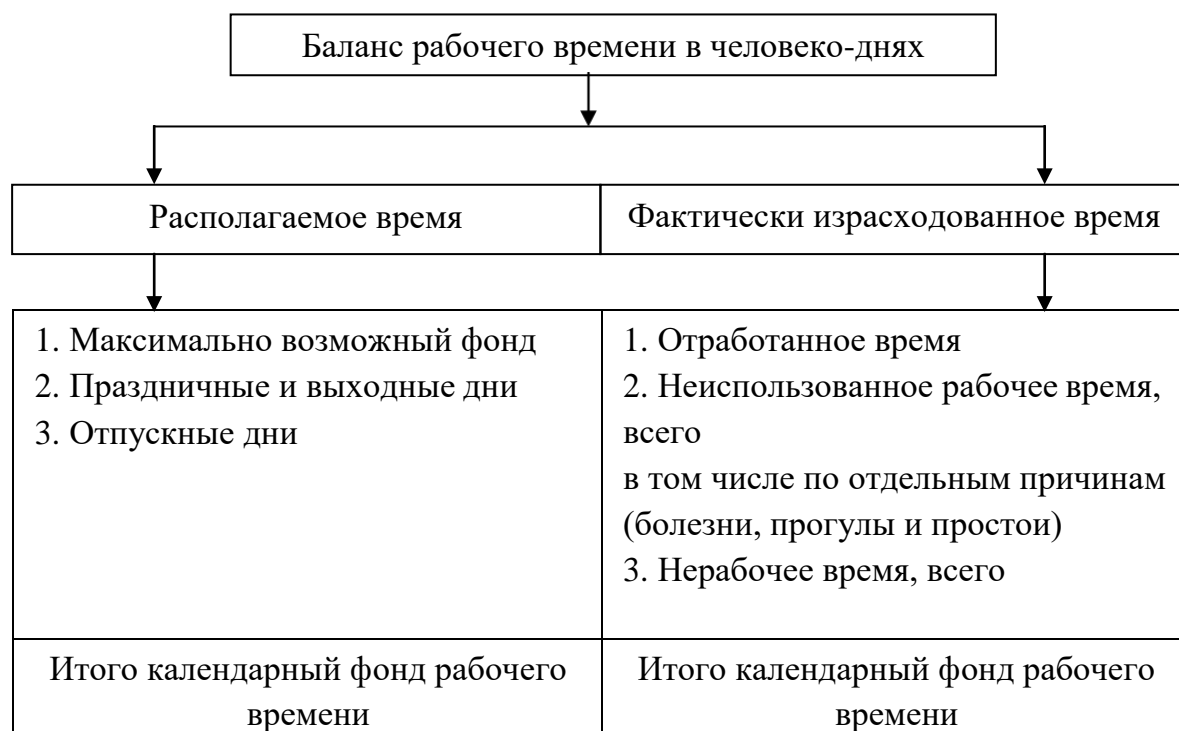 Баланс рабочего времени в человеко-днях
Располагаемое время
Фактически израсходованное время
1. Максимально возможный фонд
2. Праздничные и выходные дни
3. Отпускные дни
1. Отработанное время
2. Неиспользованное рабочее время,
всего
в том числе по отдельным причинам
(болезни, прогулы и простои)
3. Нерабочее время, всего
Итого календарный фонд рабочего
времени
Итого календарный фонд рабочего
времени